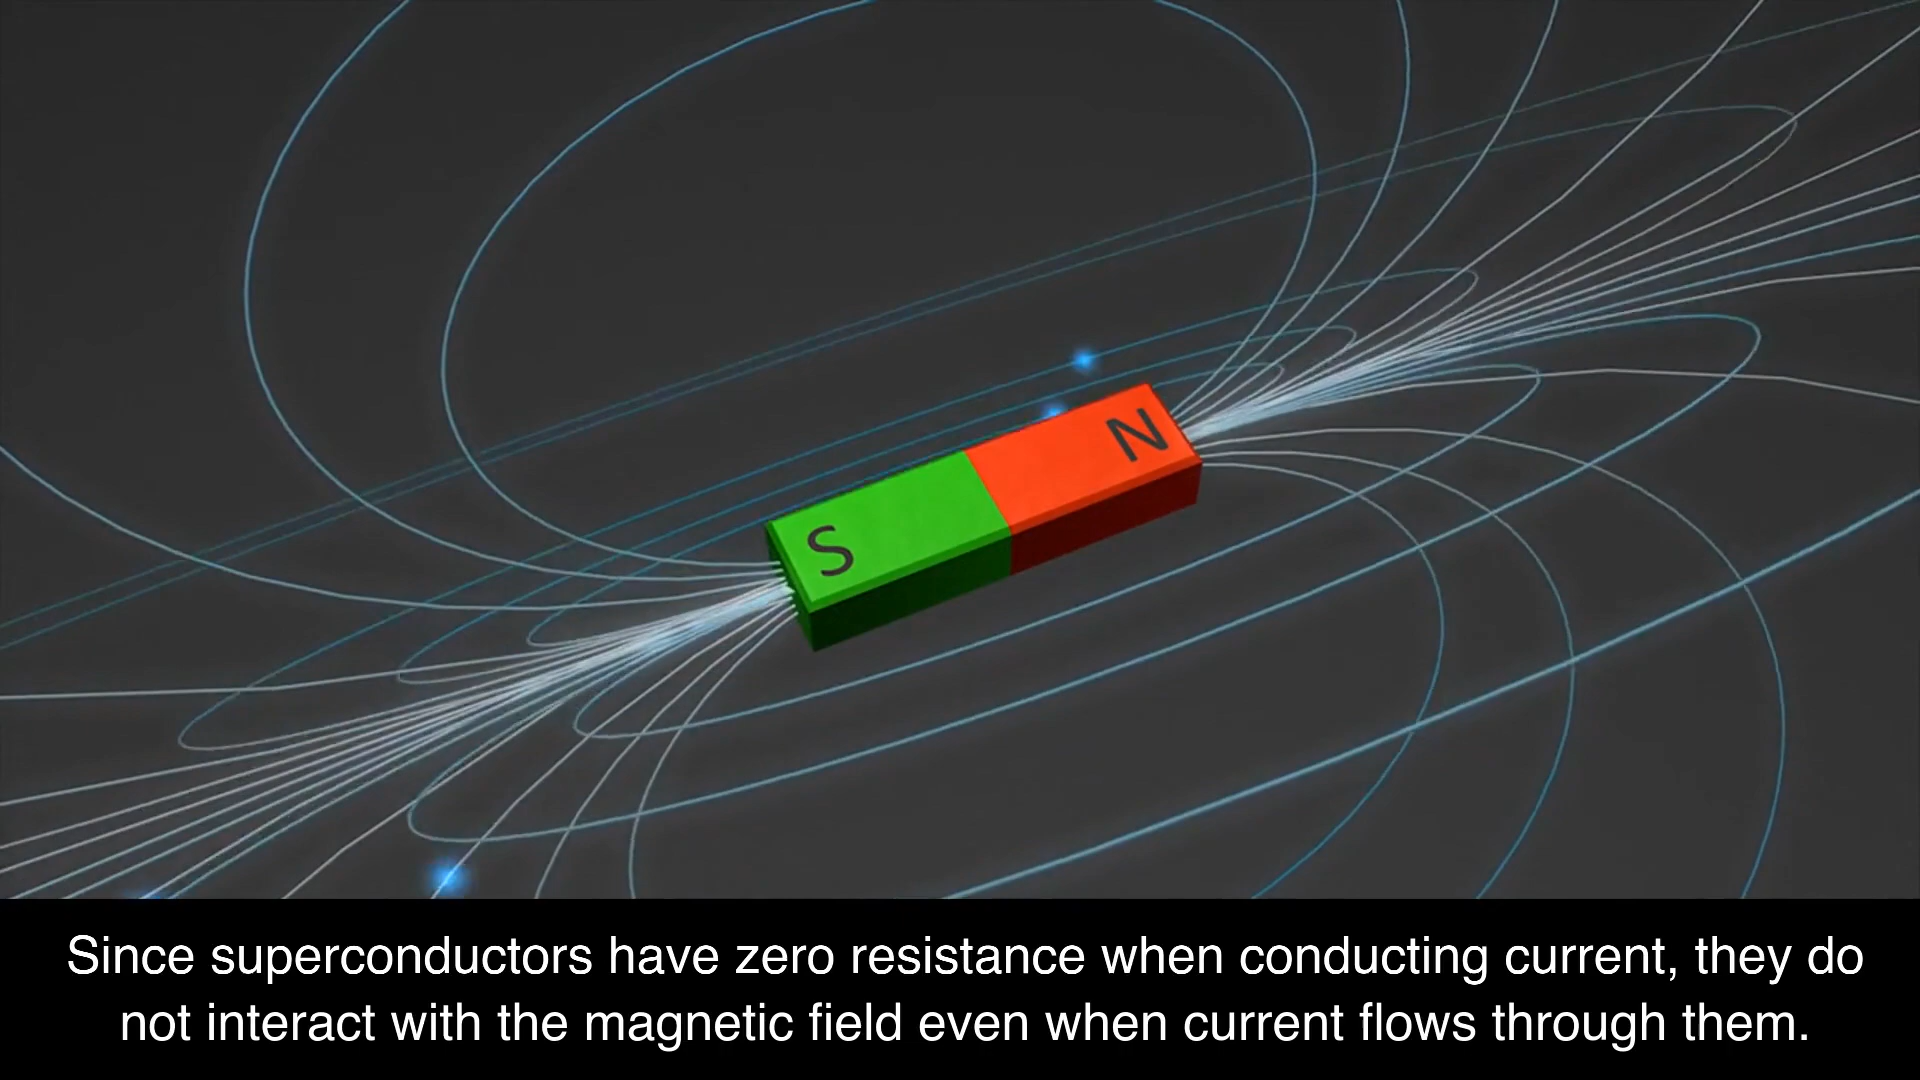 N
S
Since superconductors have zero resistance when conducting current, they do
not interact with the magnetic field even when current flows through them.